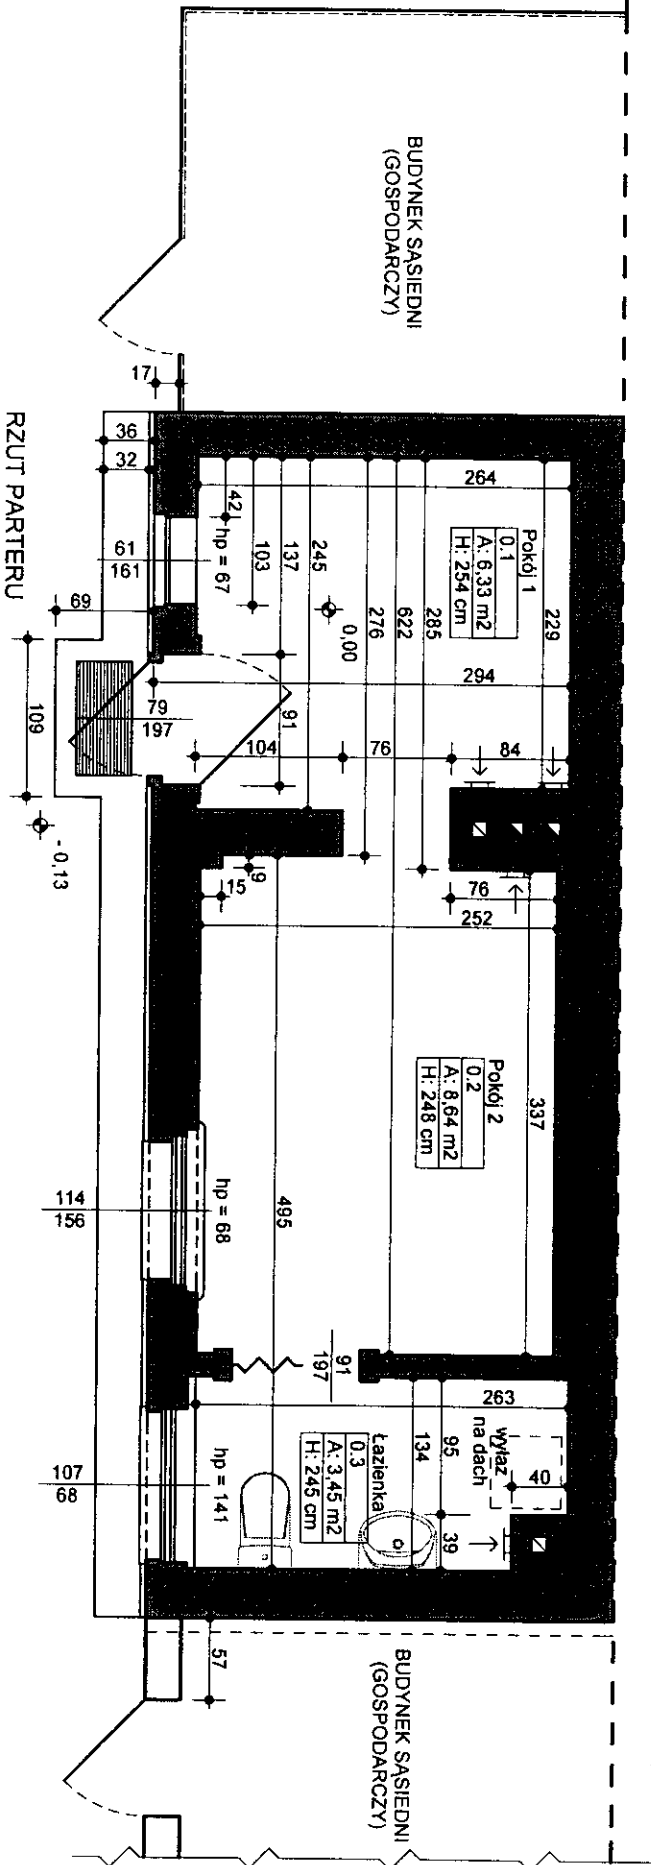 BUDYNEK SĄSIEDNI
(GOSPODARCZY)
17
36
32
61
161
42
hp = 67
103
137
245
0,00
276
622
285
264
229
Pokój 1
0.1
A: 6,33 m2
H: 254 cm
294
69
109
79
197
91
104
76
84
- 0,13
RZUT PARTERU
9
15
76
252
Pokój 2
0.2
A: 8,64 m2
H: 248 cm
337
114
156
hp = 68
495
91
197
263
107
68
hp = 141
Łazienka
0.3
A: 3,45 m2
H: 245 cm
134
95
39
wyłaz
na dach
40
57
BUDYNEK SĄSIEDNI
(GOSPODARCZY)